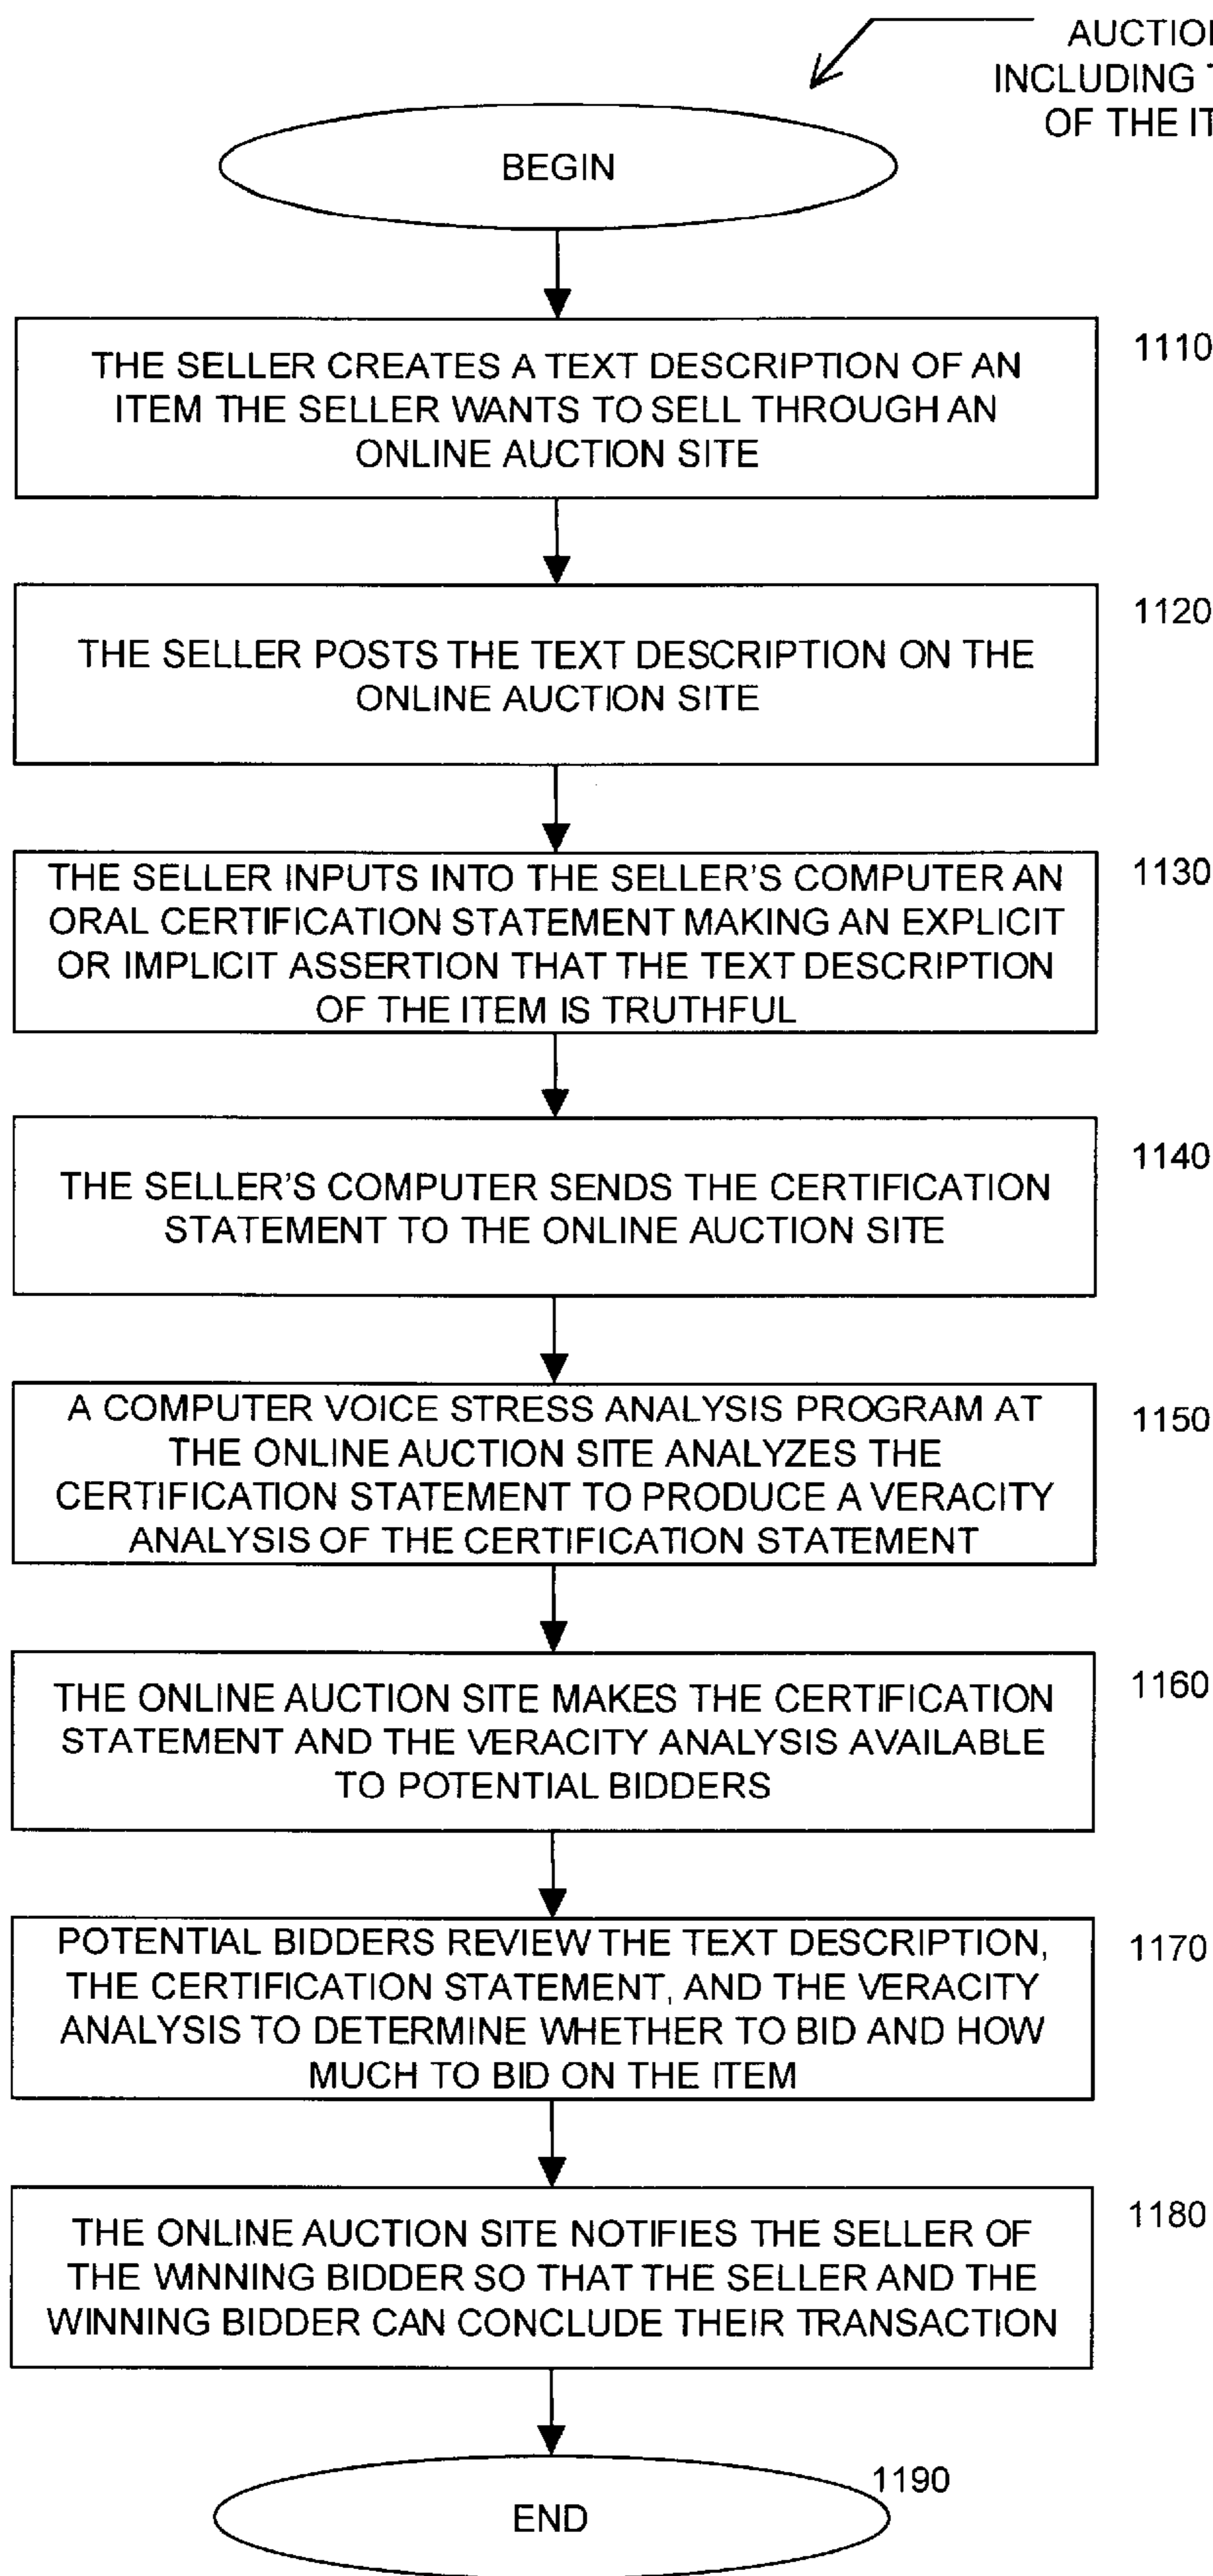 AUCTION
INCLUDING
OF THE
BEGIN
1110
THE SELLER CREATES A TEXT DESCRIPTION OF AN
ITEM THE SELLER WANTS TO SELL THROUGH AN
ONLINE AUCTION SITE
1120
THE SELLER POSTS THE TEXT DESCRIPTION ON THE
ONLINE AUCTION SITE
1130
THE SELLER INPUTS INTO THE SELLER'S COMPUTER AN
ORAL CERTIFICATION STATEMENT MAKING AN EXPLICIT
OR IMPLICIT ASSERTION THAT THE TEXT DESCRIPTION
OF THE ITEM IS TRUTHFUL
1140
THE SELLER'S COMPUTER SENDS THE CERTIFICATION
STATEMENT TO THE ONLINE AUCTION SITE
1150
A COMPUTER VOICE STRESS ANALYSIS PROGRAM AT
THE ONLINE AUCTION SITE ANALYZES THE
CERTIFICATION STATEMENT TO PRODUCE A VERACITY
ANALYSIS OF THE CERTIFICATION STATEMENT
1160
THE ONLINE AUCTION SITE MAKES THE CERTIFICATION
STATEMENT AND THE VERACITY ANALYSIS AVAILABLE
TO POTENTIAL BIDDERS
1170
POTENTIAL BIDDERS REVIEW THE TEXT DESCRIPTION,
THE CERTIFICATION STATEMENT, AND THE VERACITY
ANALYSIS TO DETERMINE WHETHER TO BID AND HOW
MUCH TO BID ON THE ITEM
1180
THE ONLINE AUCTION SITE NOTIFIES THE SELLER OF
THE WINNING BIDDER SO THAT THE SELLER AND THE
WINNING BIDDER CAN CONCLUDE THEIR TRANSACTION
1190
END